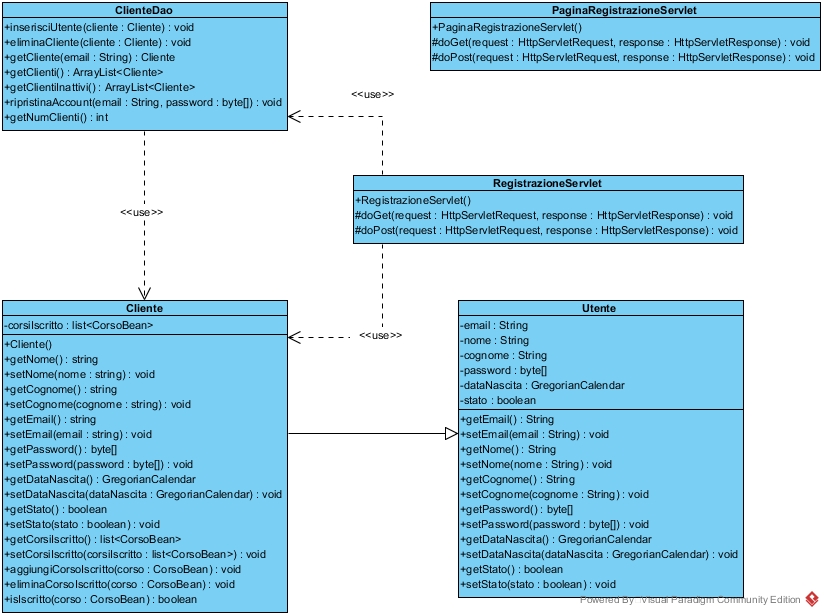 ClienteDao
+inserisciUtente(cliente : Cliente) : void
+eliminaCliente(cliente : Cliente) : void
+getCliente(email : String) : Cliente
+getClienti() : ArrayList<Cliente>
+getClientiInattivi() : ArrayList<Cliente>
+ripristinaAccount(email : String, password : byte[]) : void
+getNumClienti() : int
PaginaRegistrazioneServlet
+PaginaRegistrazioneServlet()
#doGet(request : HttpServletRequest, response : HttpServletResponse) : void
#doPost(request : HttpServletRequest, response : HttpServletResponse) : void
<<use>>
RegistrazioneServlet
+RegistrazioneServlet()
#doGet(request : HttpServletRequest, response : HttpServletResponse) : void
#doPost(request : HttpServletRequest, response : HttpServletResponse) : void
<<use>>
<<use>>
Cliente
-corsiIscritto : list<CorsoBean>
+Cliente()
+getNome() : string
+setNome(nome : string) : void
+getCognome() : string
+setCognome(cognome : string) : void
+getEmail() : string
+setEmail(email : string) : void
+getPassword() : byte[]
+setPassword(password : byte[]) : void
+getDataNascita() : GregorianCalendar
+setDataNascita(dataNascita : GregorianCalendar) : void
+getStato() : boolean
+setStato(stato : boolean) : void
+getCorsiIscritto() : list<CorsoBean>
+setCorsiIscritto(corsiIscritto : list<CorsoBean>) : void
+aggiungiCorsoIscritto(corso : CorsoBean) : void
+eliminaCorsoIscritto(corso : CorsoBean) : void
+isIscritto(corso : CorsoBean) : boolean
Utente
-email : String
-nome : String
-cognome : String
-password : byte[]
-dataNascita : GregorianCalendar
-stato : boolean
+getEmail() : String
+setEmail(email : String) : void
+getNome() : String
+setNome(nome : String) : void
+getCognome() : String
+setCognome(cognome : String) : void
+getPassword() : byte[]
+setPassword(password : byte[]) : void
+getDataNascita() : GregorianCalendar
+setDataNascita(dataNascita : GregorianCalendar) : void
+getStato() : boolean
+setStato(stato : boolean) : void
Powered By Visual Paradigm Community Edition